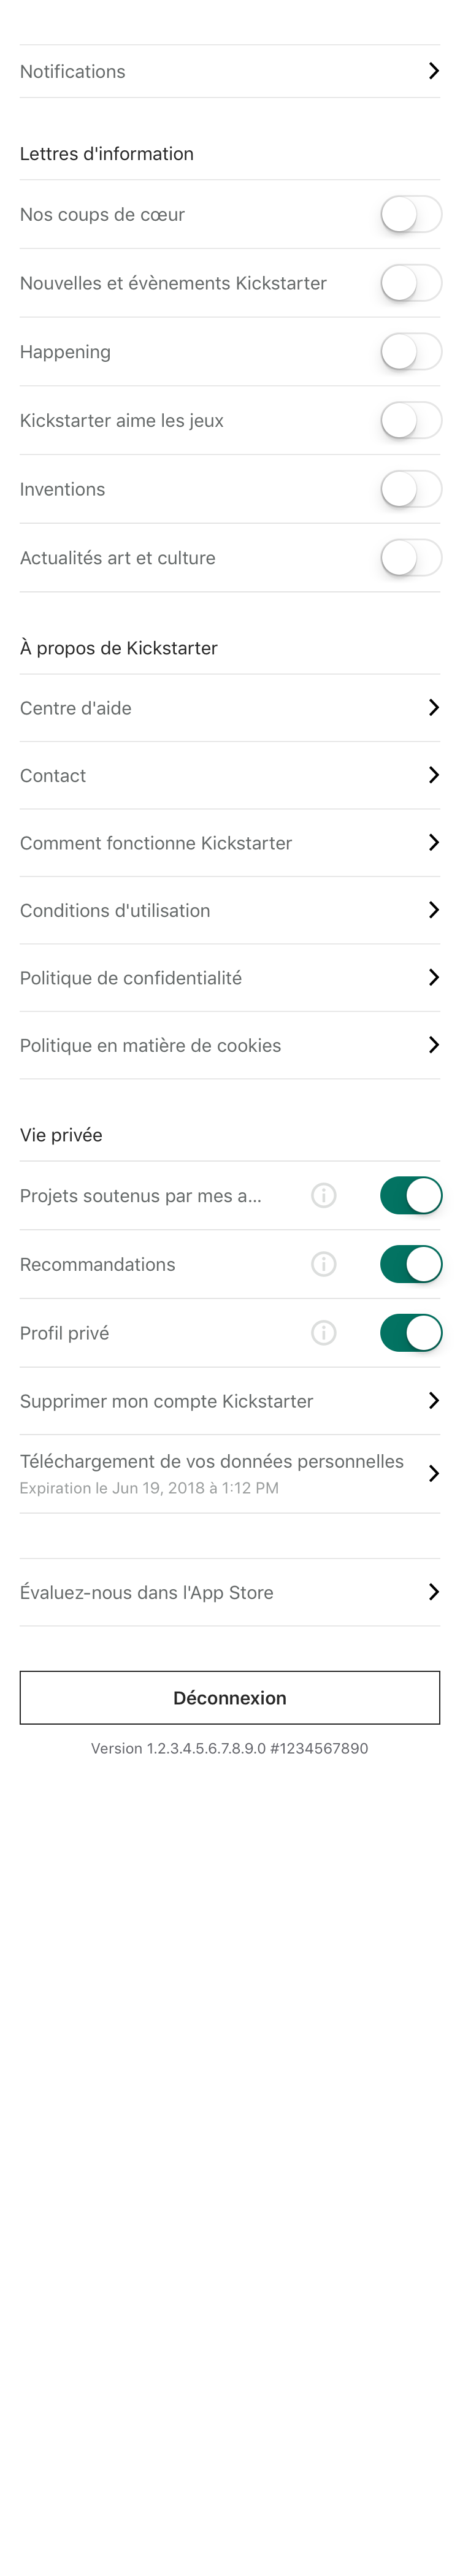 Notifications
Lettres d'information
Nos coups de cœur
Nouvelles et évènements Kickstarter
Happening
Kickstarter aime les jeux
Inventions
Actualités art et culture
À propos de Kickstarter
Centre d'aide
Contact
Comment fonctionne Kickstarter
Conditions d'utilisation
Politique de confidentialité
Politique en matière de cookies
Vie privée
Projets soutenus par mes a...
Recommandations
Profil privé
Supprimer mon compte Kickstarter
Téléchargement de vos données personnelles
Expiration le Jun 19, 2018 à 1:12 PM
Évaluez-nous dans l'App Store
Déconnexion
Version 1.2.3.4.5.6.7.8.9.0 #1234567890